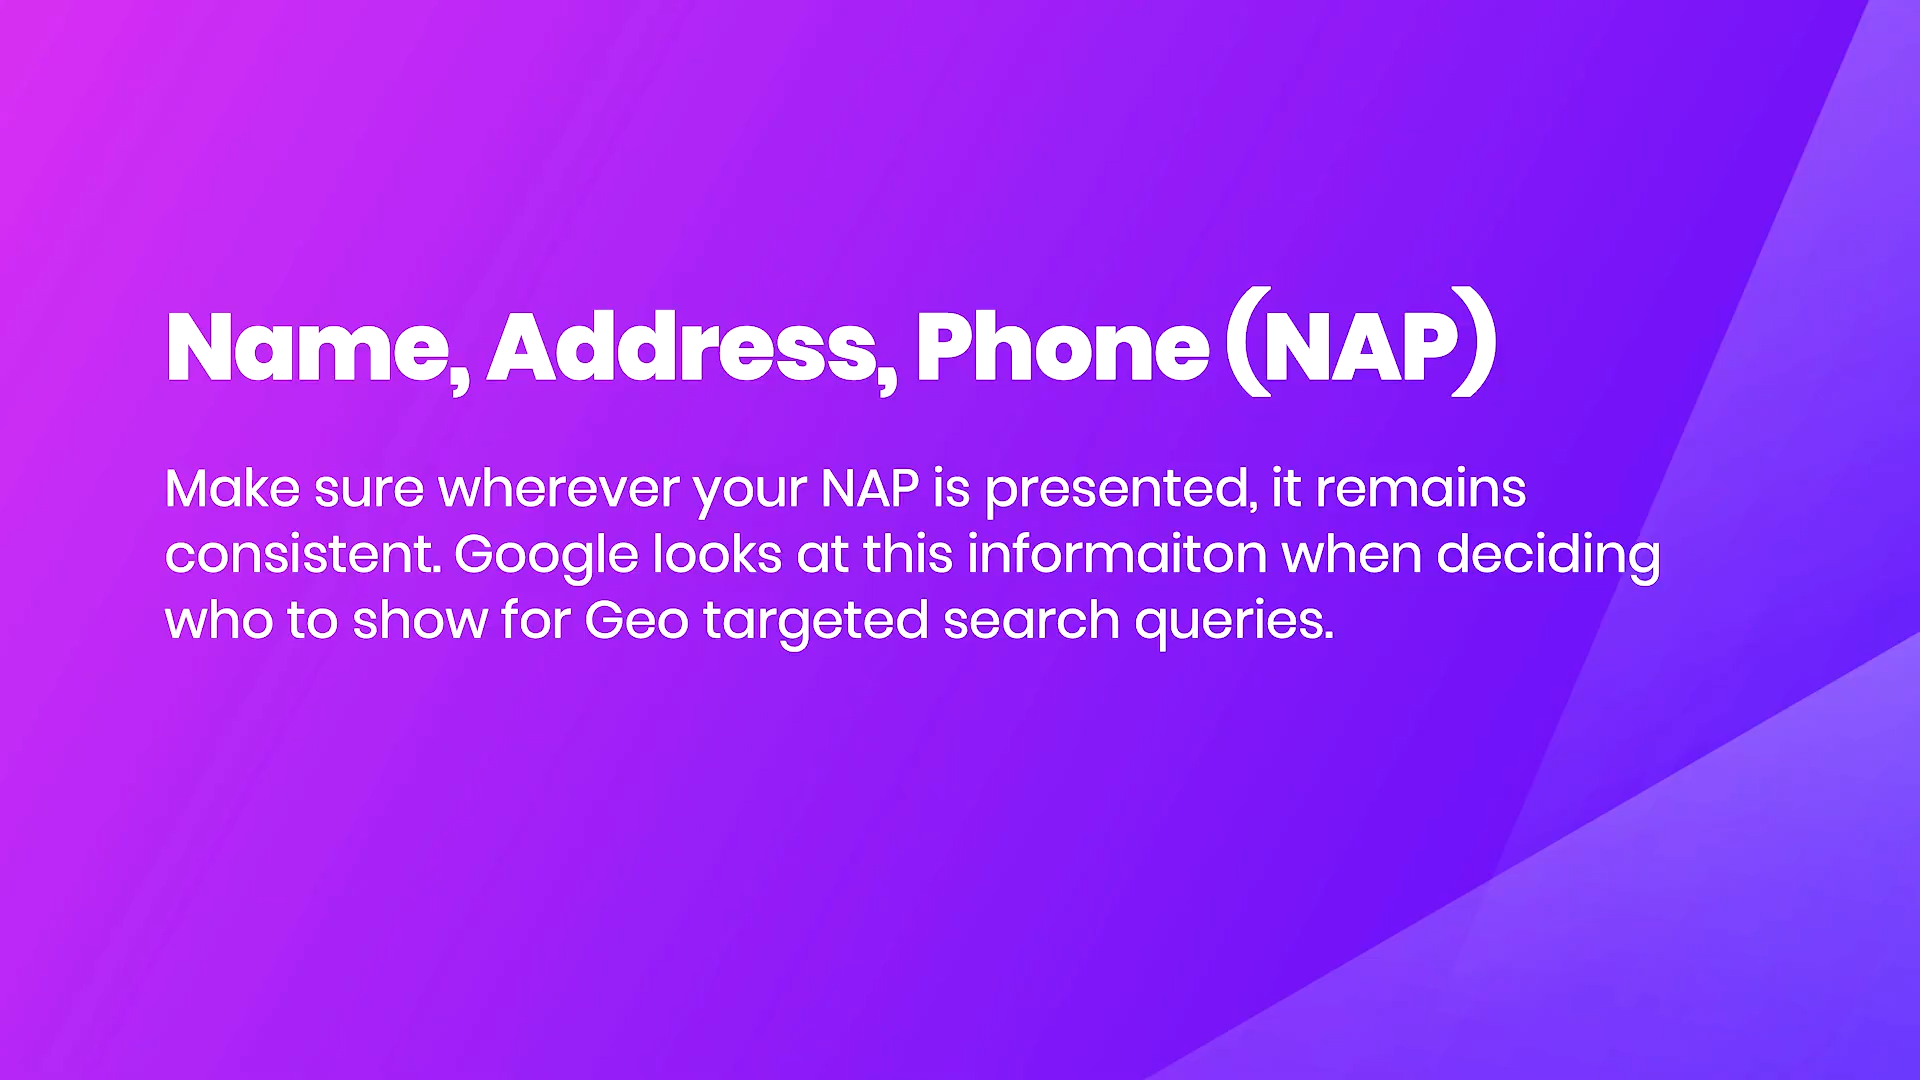 Name, Address, Phone (NAP)
Make sure wherever your NAP is presented, it remains
consistent. Google looks at this informaiton when deciding
who to show for Geo targeted search queries.